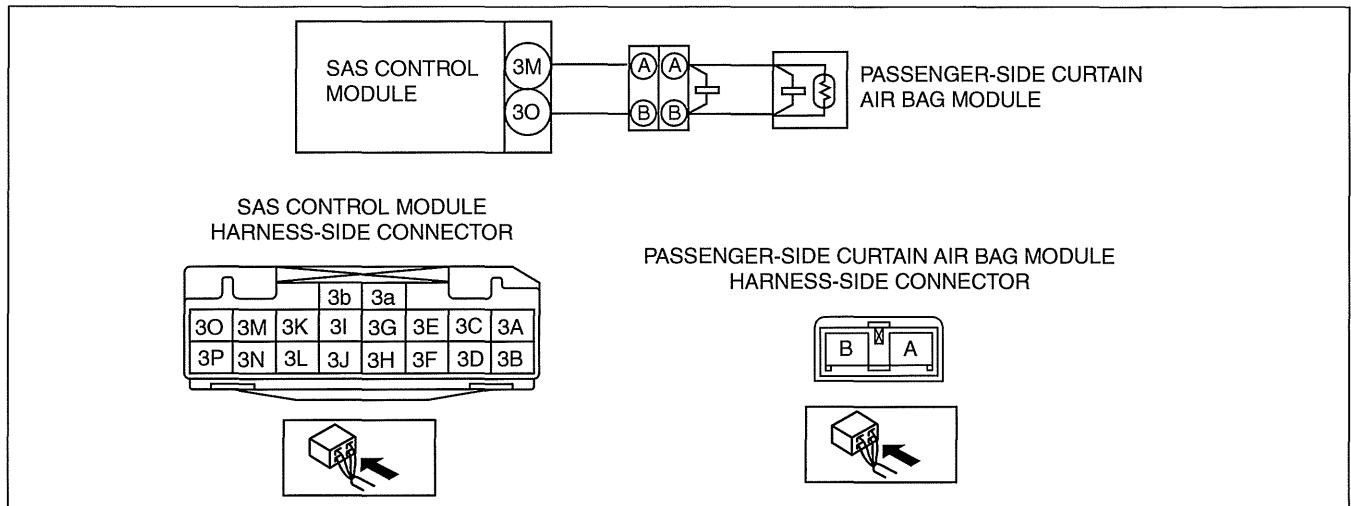 SAS CONTROL
MODULE
3M
3O
A A
B B
PASSENGER-SIDE CURTAIN
AIR BAG MODULE
SAS CONTROL MODULE
HARNESS-SIDE CONNECTOR
3b 3a
3O 3M 3K 3I 3G 3E 3C 3A
3P 3N 3L 3J 3H 3F 3D 3B
PASSENGER-SIDE CURTAIN AIR BAG MODULE
HARNESS-SIDE CONNECTOR
B A